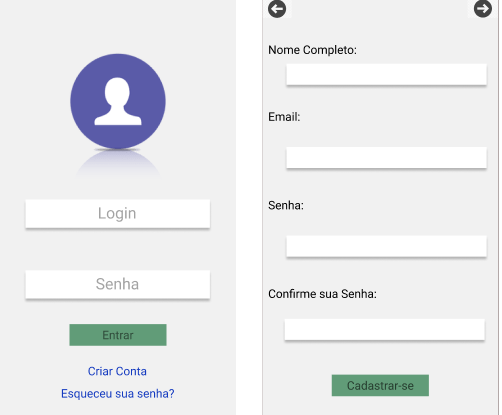 Login
Senha
Entrar
Criar Conta
Esqueceu sua senha?
Nome Completo:
Email:
Senha:
Confirme sua Senha:
Cadastrar-se